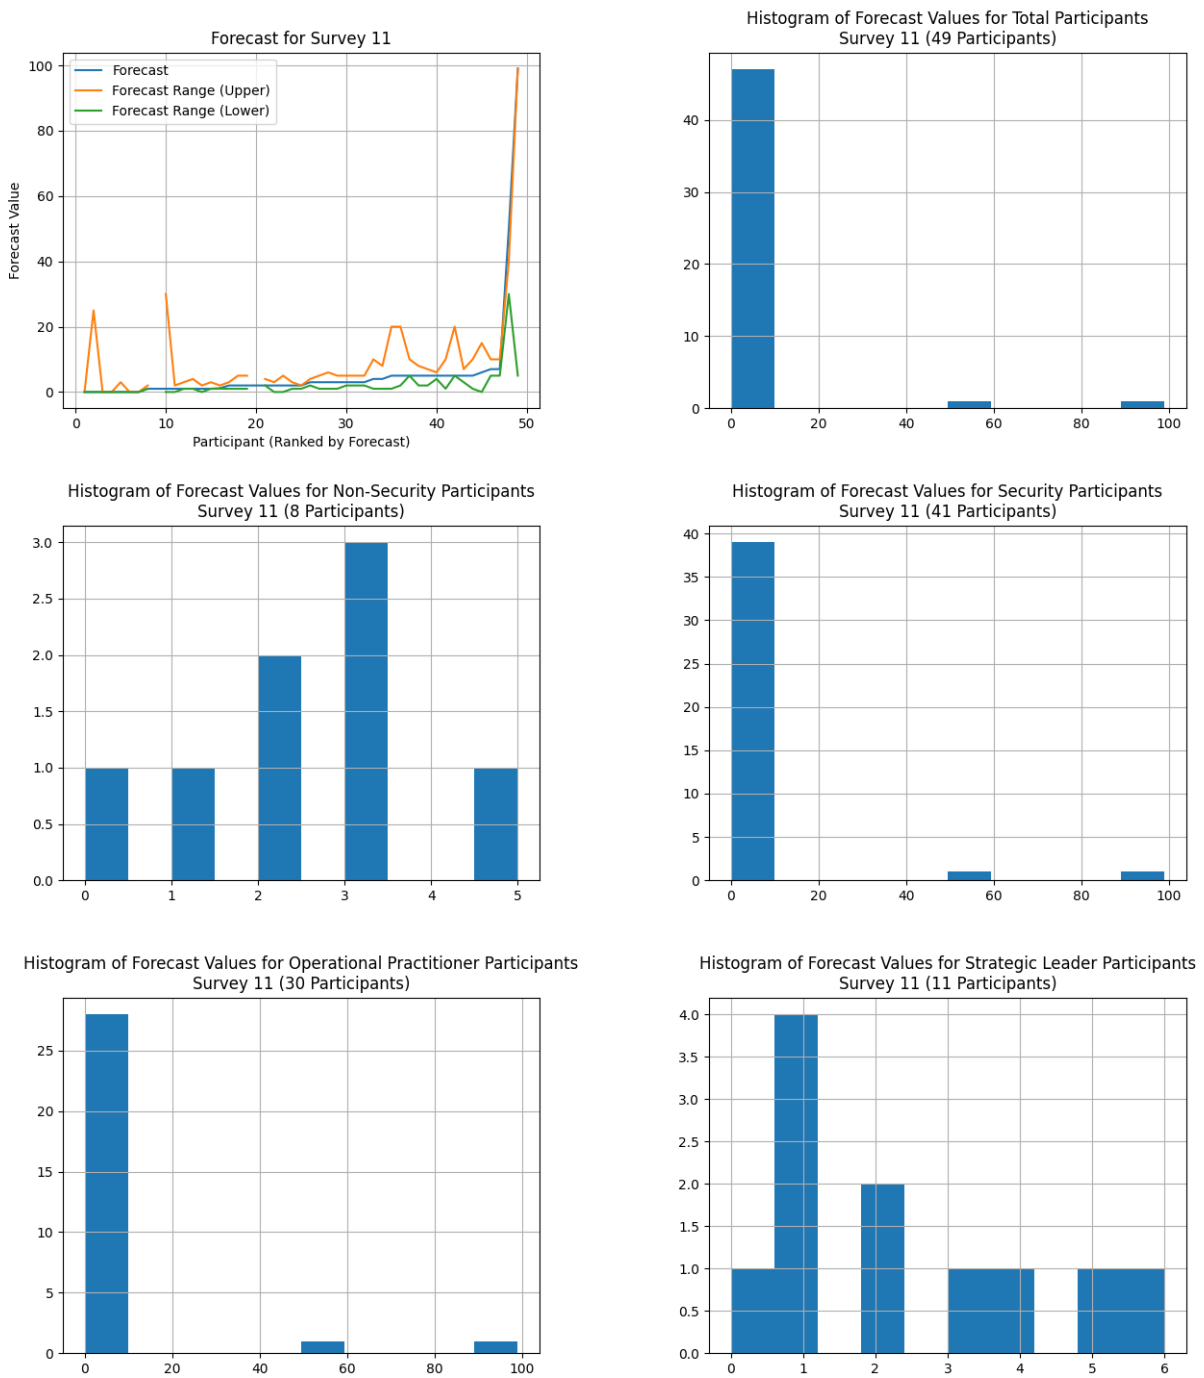 Forecast for Survey 11
Forecast
Forecast Range (Upper)
Forecast Range (Lower)
100
80
60
40
20
0
Forecast Value
0 10 20 30 40 50
Participant (Ranked by Forecast)
Histogram of Forecast Values for Total Participants
Survey 11 (49 Participants)
40
30
20
10
0
0 20 40 60 80 100
Histogram of Forecast Values for Non-Security Participants
Survey 11 (8 Participants)
3.0
2.5
2.0
1.5
1.0
0.5
0.0
0 1 2 3 4 5
Histogram of Forecast Values for Security Participants
Survey 11 (41 Participants)
40
35
30
25
20
15
10
5
0
0 20 40 60 80 100
Histogram of Forecast Values for Operational Practitioner Participants
Survey 11 (30 Participants)
25
20
15
10
5
0
0 20 40 60 80 100
Histogram of Forecast Values for Strategic Leader Participants
Survey 11 (11 Participants)
4.0
3.5
3.0
2.5
2.0
1.5
1.0
0.5
0.0
0 1 2 3 4 5 6